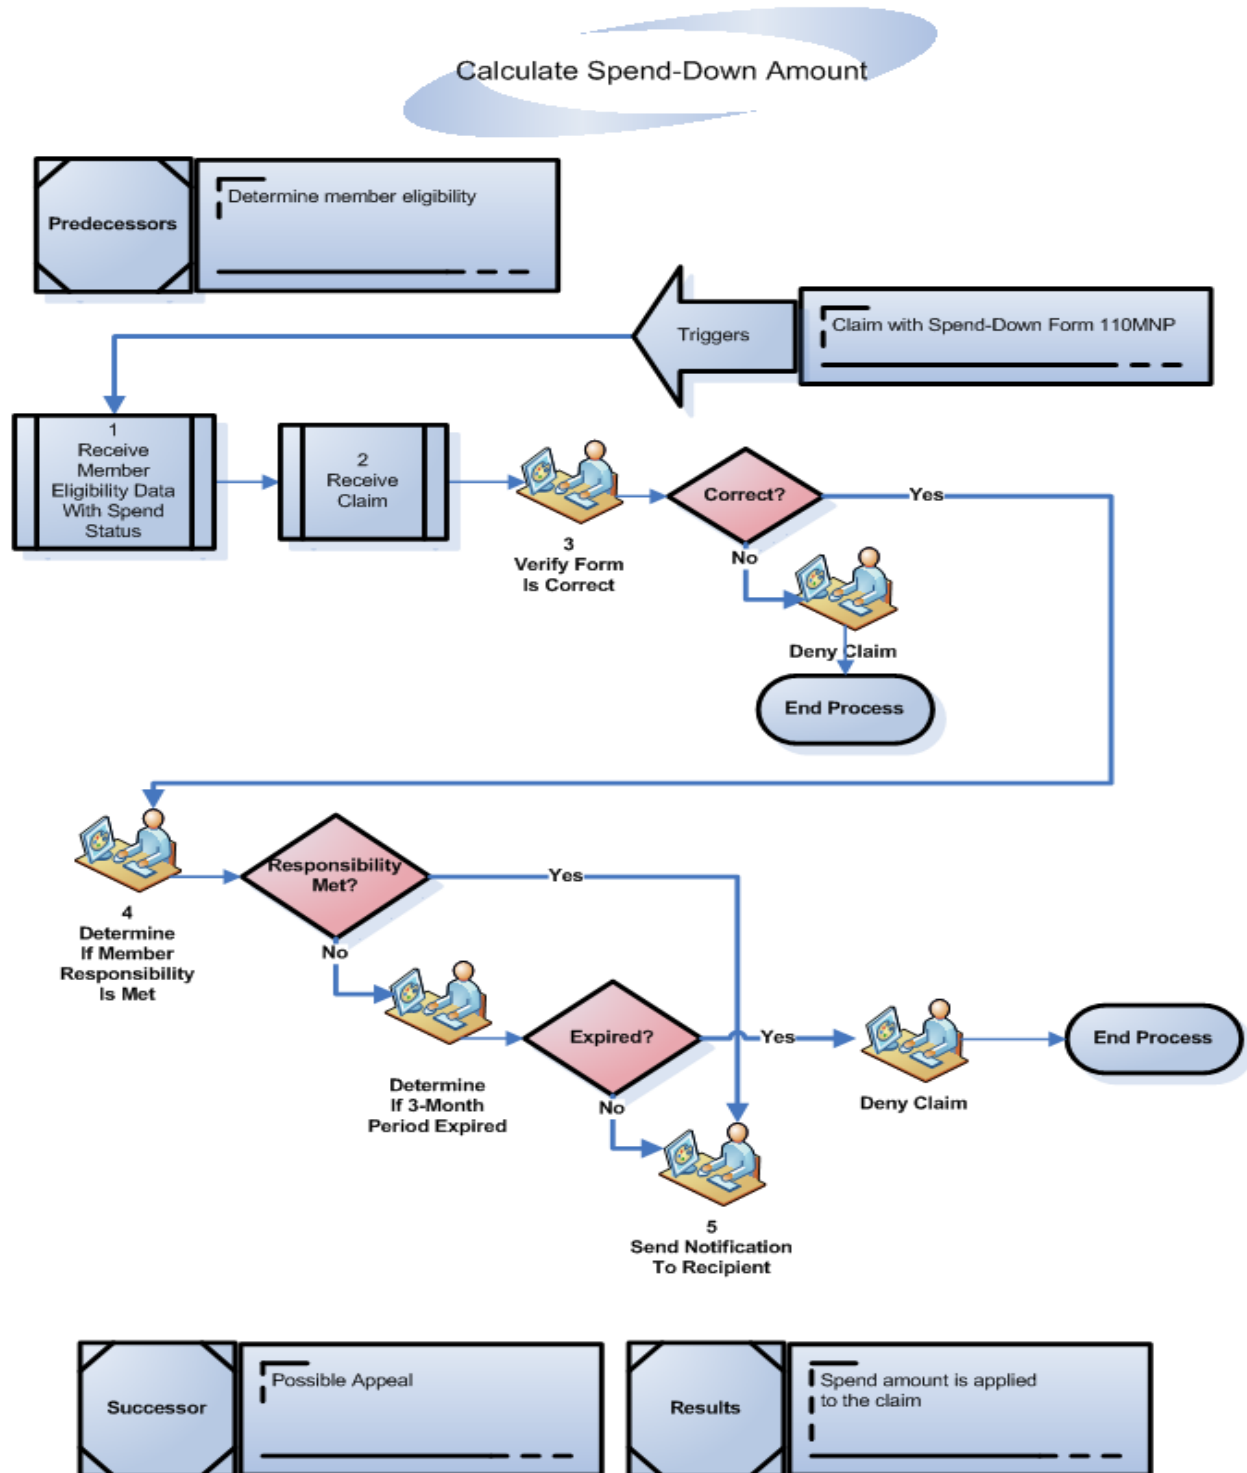 Calculate Spend-Down Amount
Predecessors
Determine member eligibility
Triggers
Claim with Spend-Down Form 110MNP
1
Receive
Member
Eligibility Data
With Spend
Status
2
Receive
Claim
3
Verify Form
Is Correct
Correct?
Yes
No
Deny Claim
End Process
4
Determine
If Member
Responsibility
Is Met
Responsibility
Met?
Yes
No
Determine
If 3-Month
Period Expired
Expired?
Yes
No
Deny Claim
End Process
5
Send Notification
To Recipient
Successor
Possible Appeal
Results
Spend amount is applied
to the claim